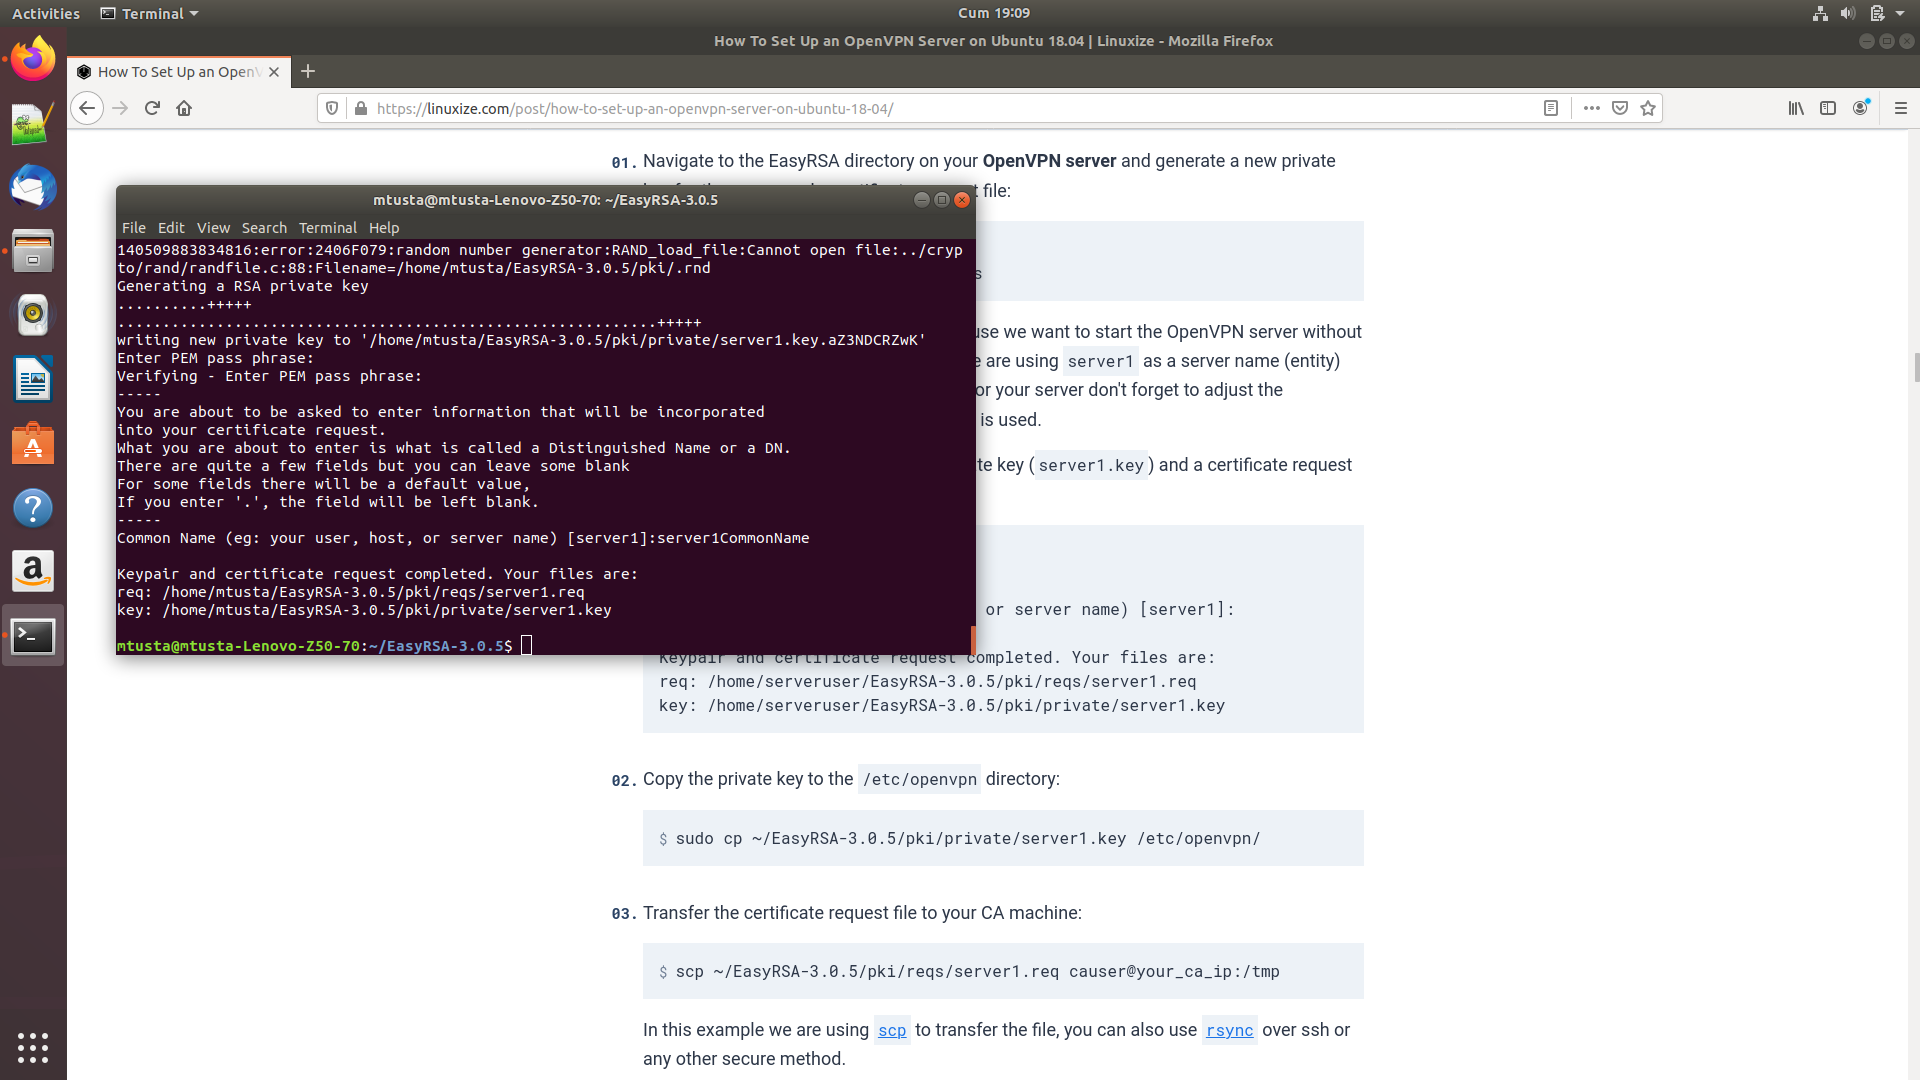 Activities
Terminal
Cum 19:09
How To Set Up an OpenVPN Server on Ubuntu 18.04 | Linuxize - Mozilla Firefox
How To Set Up an OpenV
https://linuxize.com/post/how-to-set-up-an-openvpn-server-on-ubuntu-18-04/
01. Navigate to the EasyRSA directory on your OpenVPN server and generate a new private
file:
mtusta@mtusta-Lenovo-Z50-70: ~/EasyRSA-3.0.5
File Edit View Search Terminal Help
140509883834816:error:2406F079:random number generator:RAND_load_file:Cannot open file:../cryp
to/rand/randfile.c:88:Filename=/home/mtusta/EasyRSA-3.0.5/pki/.rnd
Generating a RSA private key
..........+++++
............................................................+++++
writing new private key to '/home/mtusta/EasyRSA-3.0.5/pki/private/server1.key.aZ3NDCRZwK'
Enter PEM pass phrase:
Verifying - Enter PEM pass phrase:
-----
You are about to be asked to enter information that will be incorporated
into your certificate request.
What you are about to enter is what is called a Distinguished Name or a DN.
There are quite a few fields but you can leave some blank
For some fields there will be a default value,
If you enter '.', the field will be left blank.
-----
Common Name (eg: your user, host, or server name) [server1]:server1CommonName
Keypair and certificate request completed. Your files are:
req: /home/mtusta/EasyRSA-3.0.5/pki/reqs/server1.req
key: /home/mtusta/EasyRSA-3.0.5/pki/private/server1.key
mtusta@mtusta-Lenovo-Z50-70:~/EasyRSA-3.0.5$
s
use we want to start the OpenVPN server without
e are using server1 as a server name (entity)
or your server don't forget to adjust the
is used.
te key (server1.key) and a certificate request
or server name) [server1]:
Keypair and certificate request completed. Your files are:
req: /home/serveruser/EasyRSA-3.0.5/pki/reqs/server1.req
key: /home/serveruser/EasyRSA-3.0.5/pki/private/server1.key
02. Copy the private key to the /etc/openvpn directory:
$ sudo cp ~/EasyRSA-3.0.5/pki/private/server1.key /etc/openvpn/
03. Transfer the certificate request file to your CA machine:
$ scp ~/EasyRSA-3.0.5/pki/reqs/server1.req causer@your_ca_ip:/tmp
In this example we are using scp to transfer the file, you can also use rsync over ssh or
any other secure method.